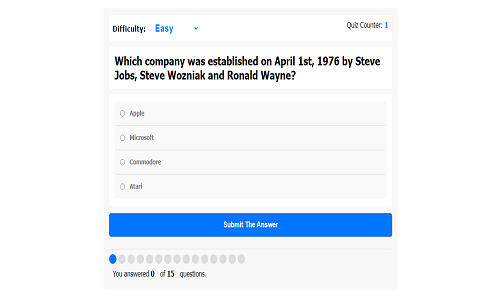 Difficulty: Easy
Quiz Counter: 1
Which company was established on April 1st, 1976 by Steve
Jobs, Steve Wozniak and Ronald Wayne?
Apple
Microsoft
Commodore
Atari
Submit The Answer
You answered 0 of 15 questions.